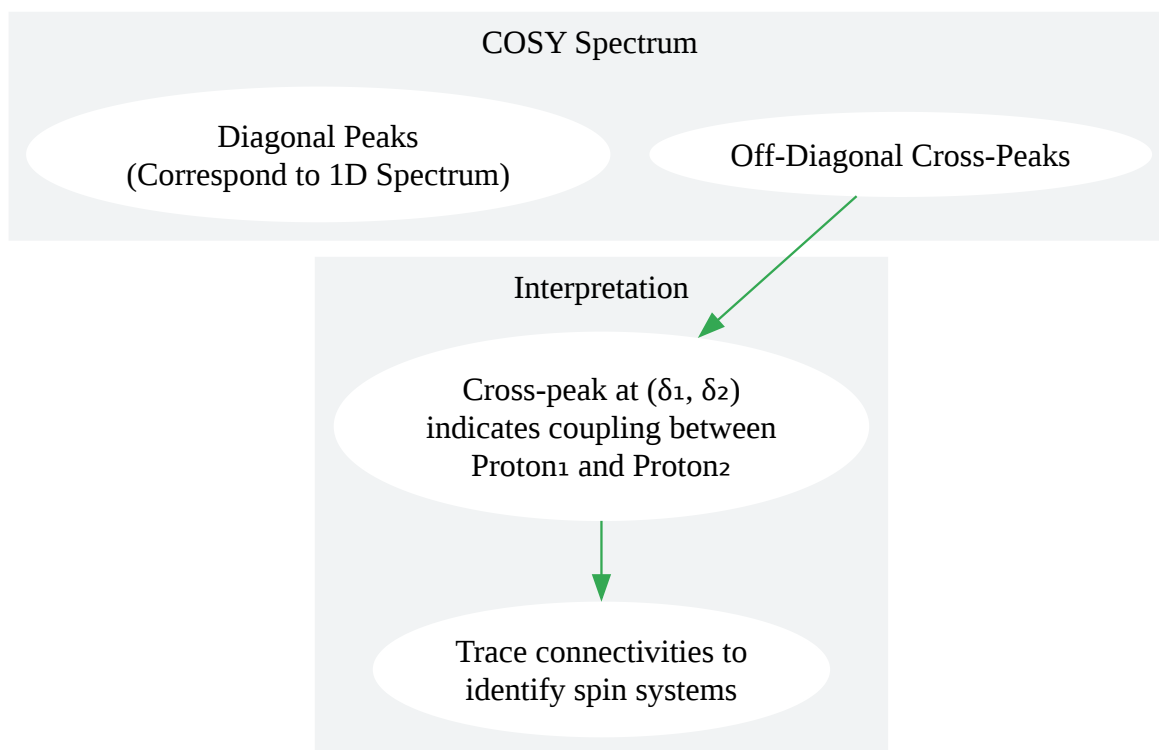 COSY Spectrum
Diagonal Peaks
(Correspond to 1D Spectrum)
Off-Diagonal Cross-Peaks
Interpretation
Cross-peak at (δ₁, δ₂)
indicates coupling between
Proton₁ and Proton₂
Trace connectivities to
identify spin systems